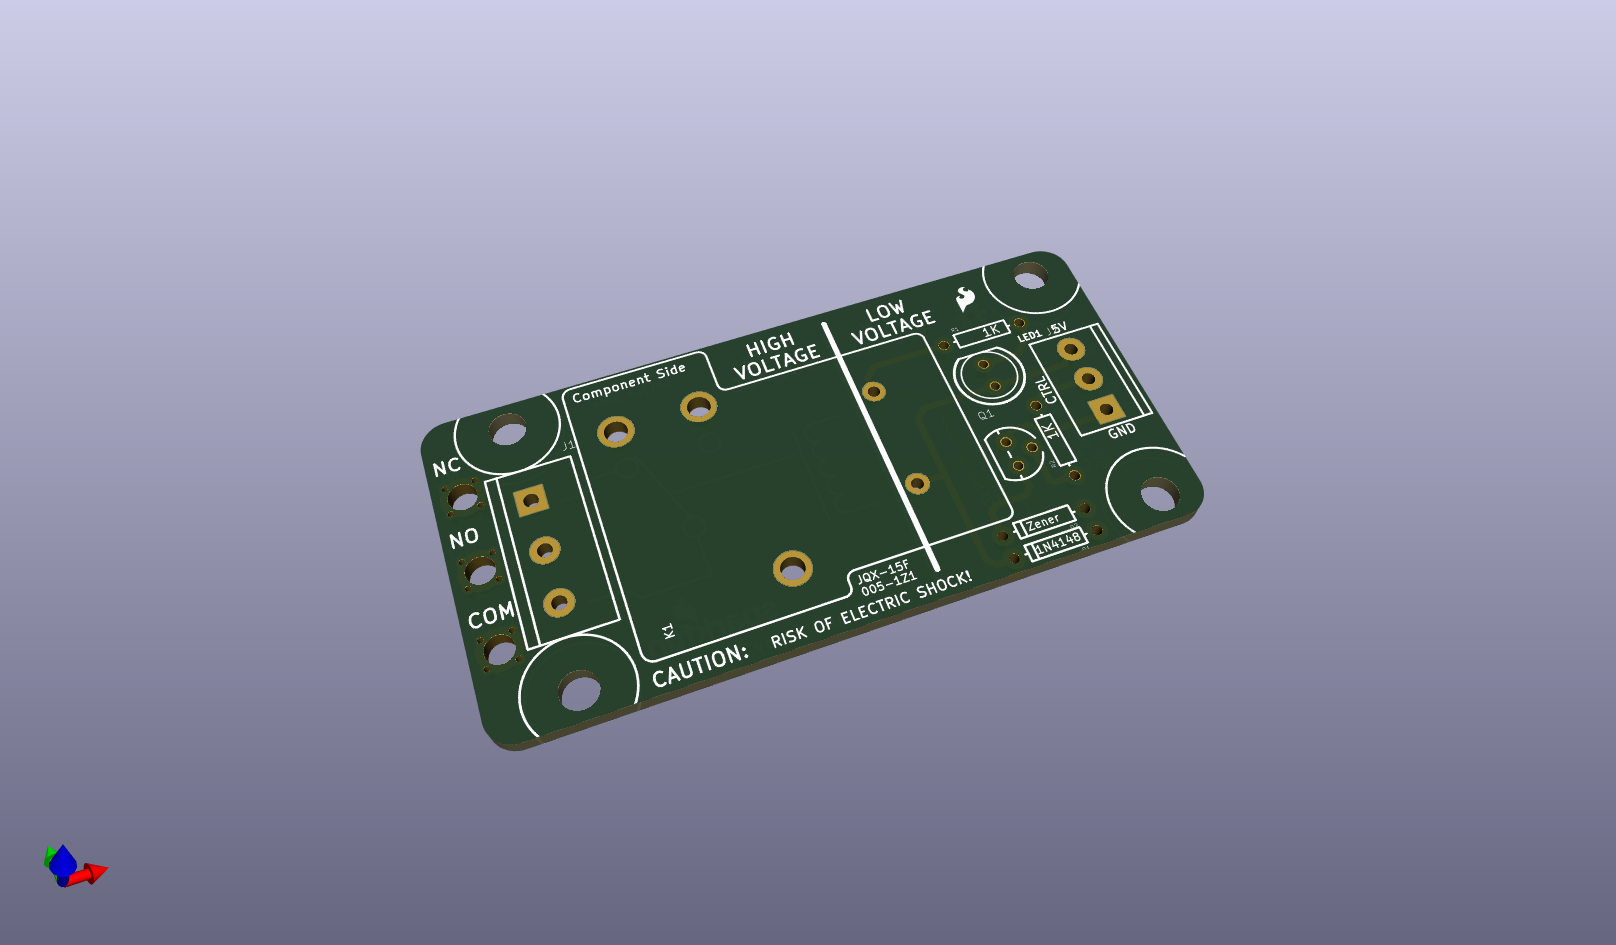 Component Side
HIGH
VOLTAGE
LOW
VOLTAGE
1K
LED1
5V
CTRL
GND
Q1
1K
Zener
1N4148
NC
NO
COM
J1
K1
JQX-15F
005-1Z1
CAUTION: RISK OF ELECTRIC SHOCK!